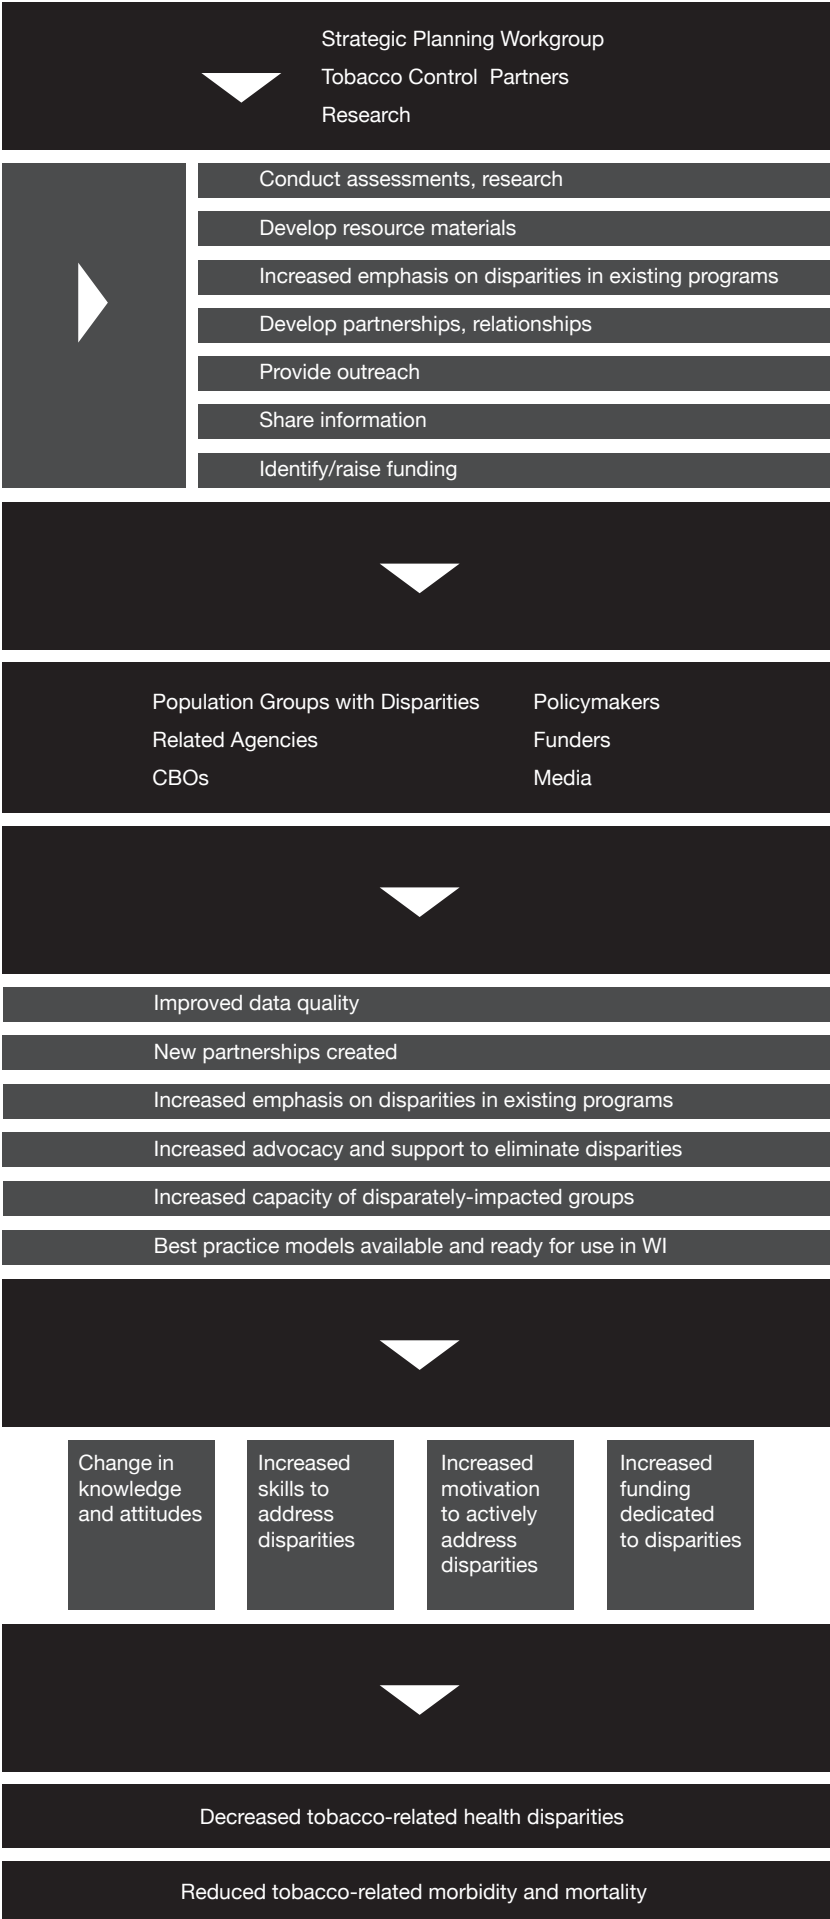 Strategic Planning Workgroup
Tobacco Control Partners
Research
Conduct assessments, research
Develop resource materials
Increased emphasis on disparities in existing programs
Develop partnerships, relationships
Provide outreach
Share information
Identify/raise funding
Population Groups with Disparities
Related Agencies
CBOs
Policymakers
Funders
Media
Improved data quality
New partnerships created
Increased emphasis on disparities in existing programs
Increased advocacy and support to eliminate disparities
Increased capacity of disparately-impacted groups
Best practice models available and ready for use in WI
Change in
knowledge
and attitudes
Increased
skills to
address
disparities
Increased
motivation
to actively
address
disparities
Increased
funding
dedicated
to disparities
Decreased tobacco-related health disparities
Reduced tobacco-related morbidity and mortality